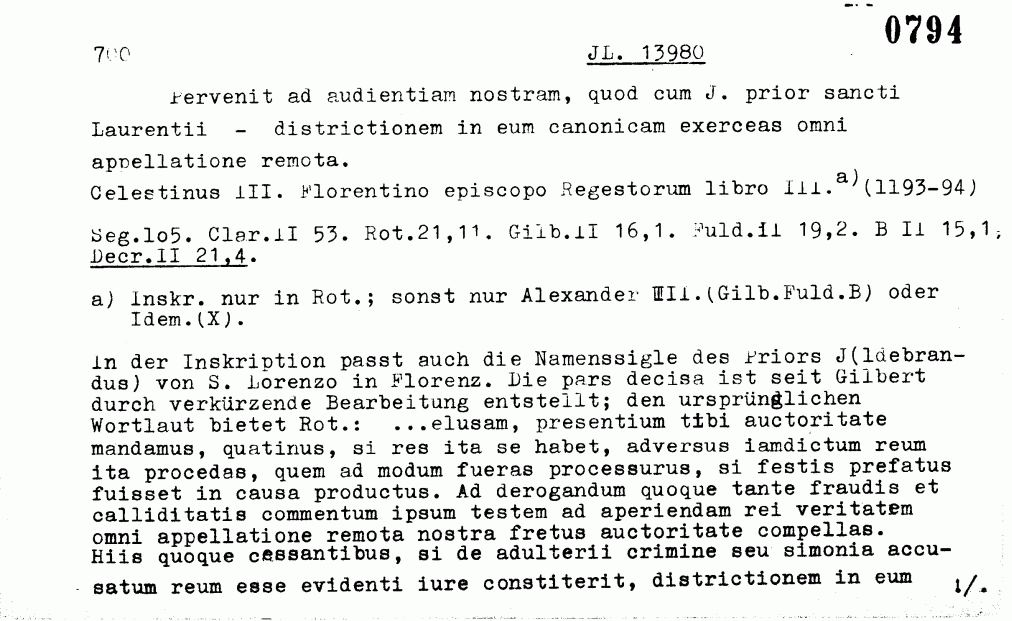 0794
700 JL. 13980
Pervenit ad audientiam nostram, quod cum J. prior sancti
Laurentii - districtionem in eum canonicam exerceas omni
appellatione remota.
Celestinus III. Florentino episcopo Regestorum libro III.a)(1193-94)
Seg.1o5. Clar.II 53. Rot.21,11. Gilb.II 16,1. Fuld.II 19,2. B II 15,1;
Decr.II 21,4.
a) Inskr. nur in Rot.; sonst nur Alexander III.(Gilb.Fuld.B) oder
Idem.(X).
In der Inskription passt auch die Namenssigle des Priors J(ldebran-
dus) von S. Lorenzo in Florenz. Die pars decisa ist seit Gilbert
durch verkürzende Bearbeitung entstellt; den ursprünglichen
Wortlaut bietet Rot.: ...elusam, presentium tibi auctoritate
mandamus, quatinus, si res ita se habet, adversus iamdictum reum
ita procedas, quem ad modum fueras processurus, si festis prefatus
fuisset in causa productus. Ad derogandum quoque tante fraudis et
calliditatis commentum ipsum testem ad aperiendam rei veritatem
omni appellatione remota nostra fretus auctoritate compellas.
Hiis quoque cessantibus, si de adulterii crimine seu simonia accu-
satum reum esse evidenti iure constiterit, districtionem in eum 1/.